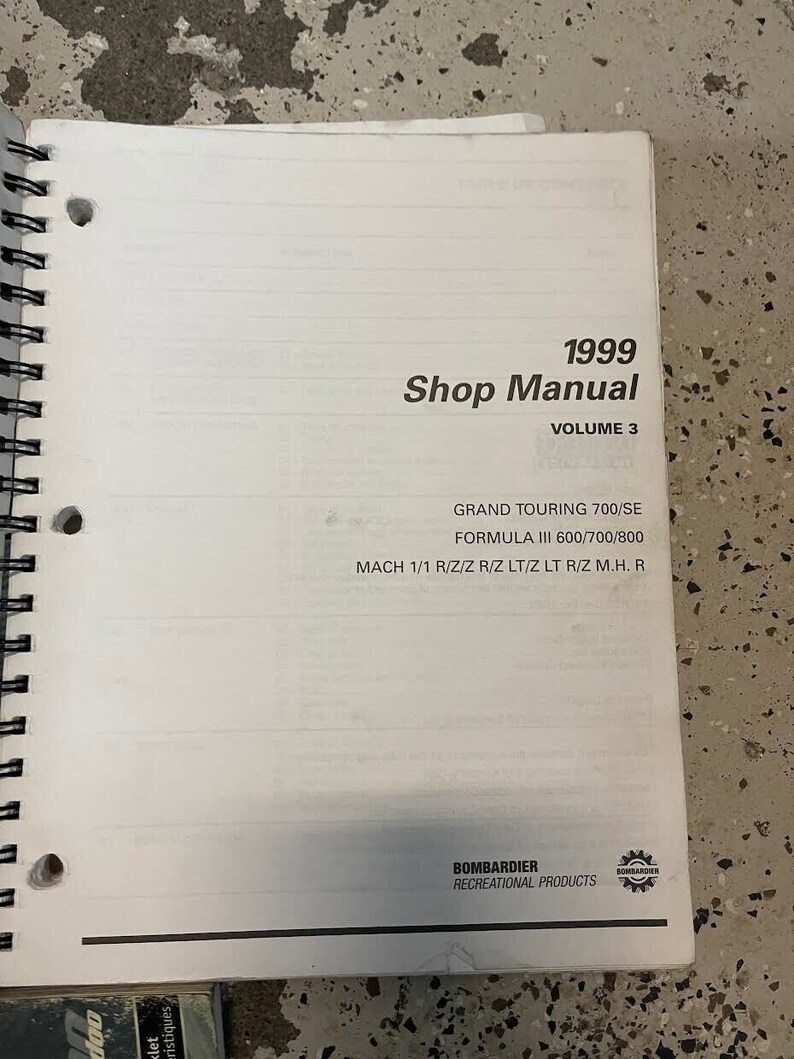 1999
Shop Manual
VOLUME 3
GRAND TOURING 700/SE
FORMULA III 600/700/800
MACH 1/1 R/Z/Z R/Z LT/Z LT R/Z M.H. R
BOMBARDIER
RECREATIONAL PRODUCTS
BOMBARDIER